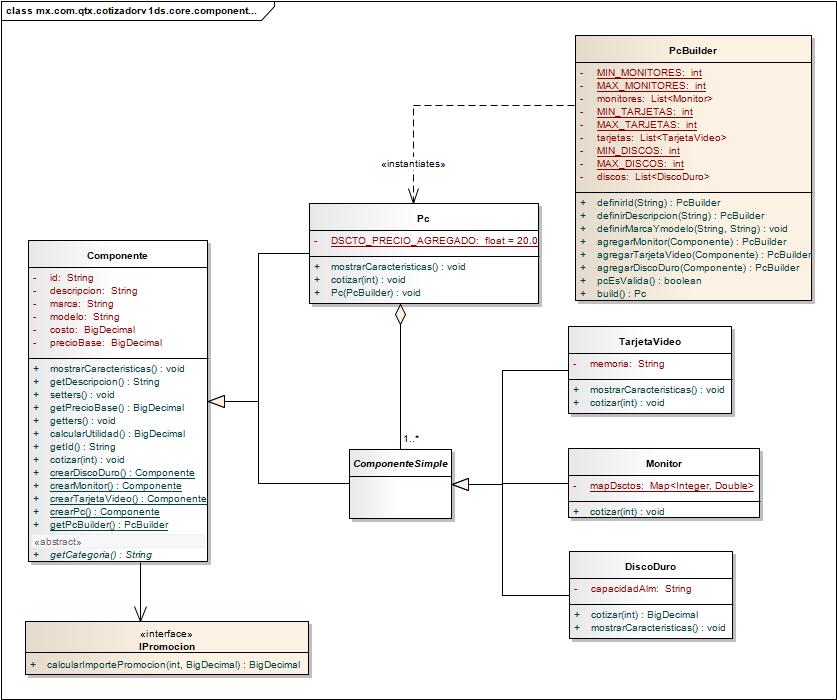 class mx.com.qtx.cotizadorv1ds.core.component...
PcBuilder
- MIN_MONITORES: int
- MAX_MONITORES: int
- monitores: List<Monitor>
- MIN_TARJETAS: int
- MAX_TARJETAS: int
- tarjetas: List<TarjetaVideo>
- MIN_DISCOS: int
- MAX_DISCOS: int
- discos: List<DiscoDuro>
+ definirId(String) : PcBuilder
+ definirDescripcion(String) : PcBuilder
+ definirMarcaYmodelo(String, String) : void
+ agregarMonitor(Componente) : PcBuilder
+ agregarTarjetaVideo(Componente) : PcBuilder
+ agregarDiscoDuro(Componente) : PcBuilder
+ pcEsValida() : boolean
+ build() : Pc
«instantiates»
Pc
- DSCTO_PRECIO_AGREGADO: float = 20.0
+ mostrarCaracteristicas() : void
+ cotizar(int) : void
+ Pc(PcBuilder) : void
Componente
- id: String
- descripcion: String
- marca: String
- modelo: String
- costo: BigDecimal
- precioBase: BigDecimal
+ mostrarCaracteristicas() : void
+ getDescripcion() : String
+ setters() : void
+ getPrecioBase() : BigDecimal
+ getters() : void
+ calcularUtilidad() : BigDecimal
+ getId() : String
+ cotizar(int) : void
+ crearDiscoDuro() : Componente
+ crearMonitor() : Componente
+ crearTarjetaVideo() : Componente
+ crearPc() : Componente
+ getPcBuilder() : PcBuilder
«abstract»
+ getCategoria() : String
TarjetaVideo
- memoria: String
+ mostrarCaracteristicas() : void
+ cotizar(int) : void
1..*
ComponenteSimple
Monitor
- mapDsctos: Map<Integer, Double>
+ cotizar(int) : void
DiscoDuro
- capacidadAlm: String
+ cotizar(int) : BigDecimal
+ mostrarCaracteristicas() : void
«interface»
IPromocion
+ calcularImportePromocion(int, BigDecimal) : BigDecimal